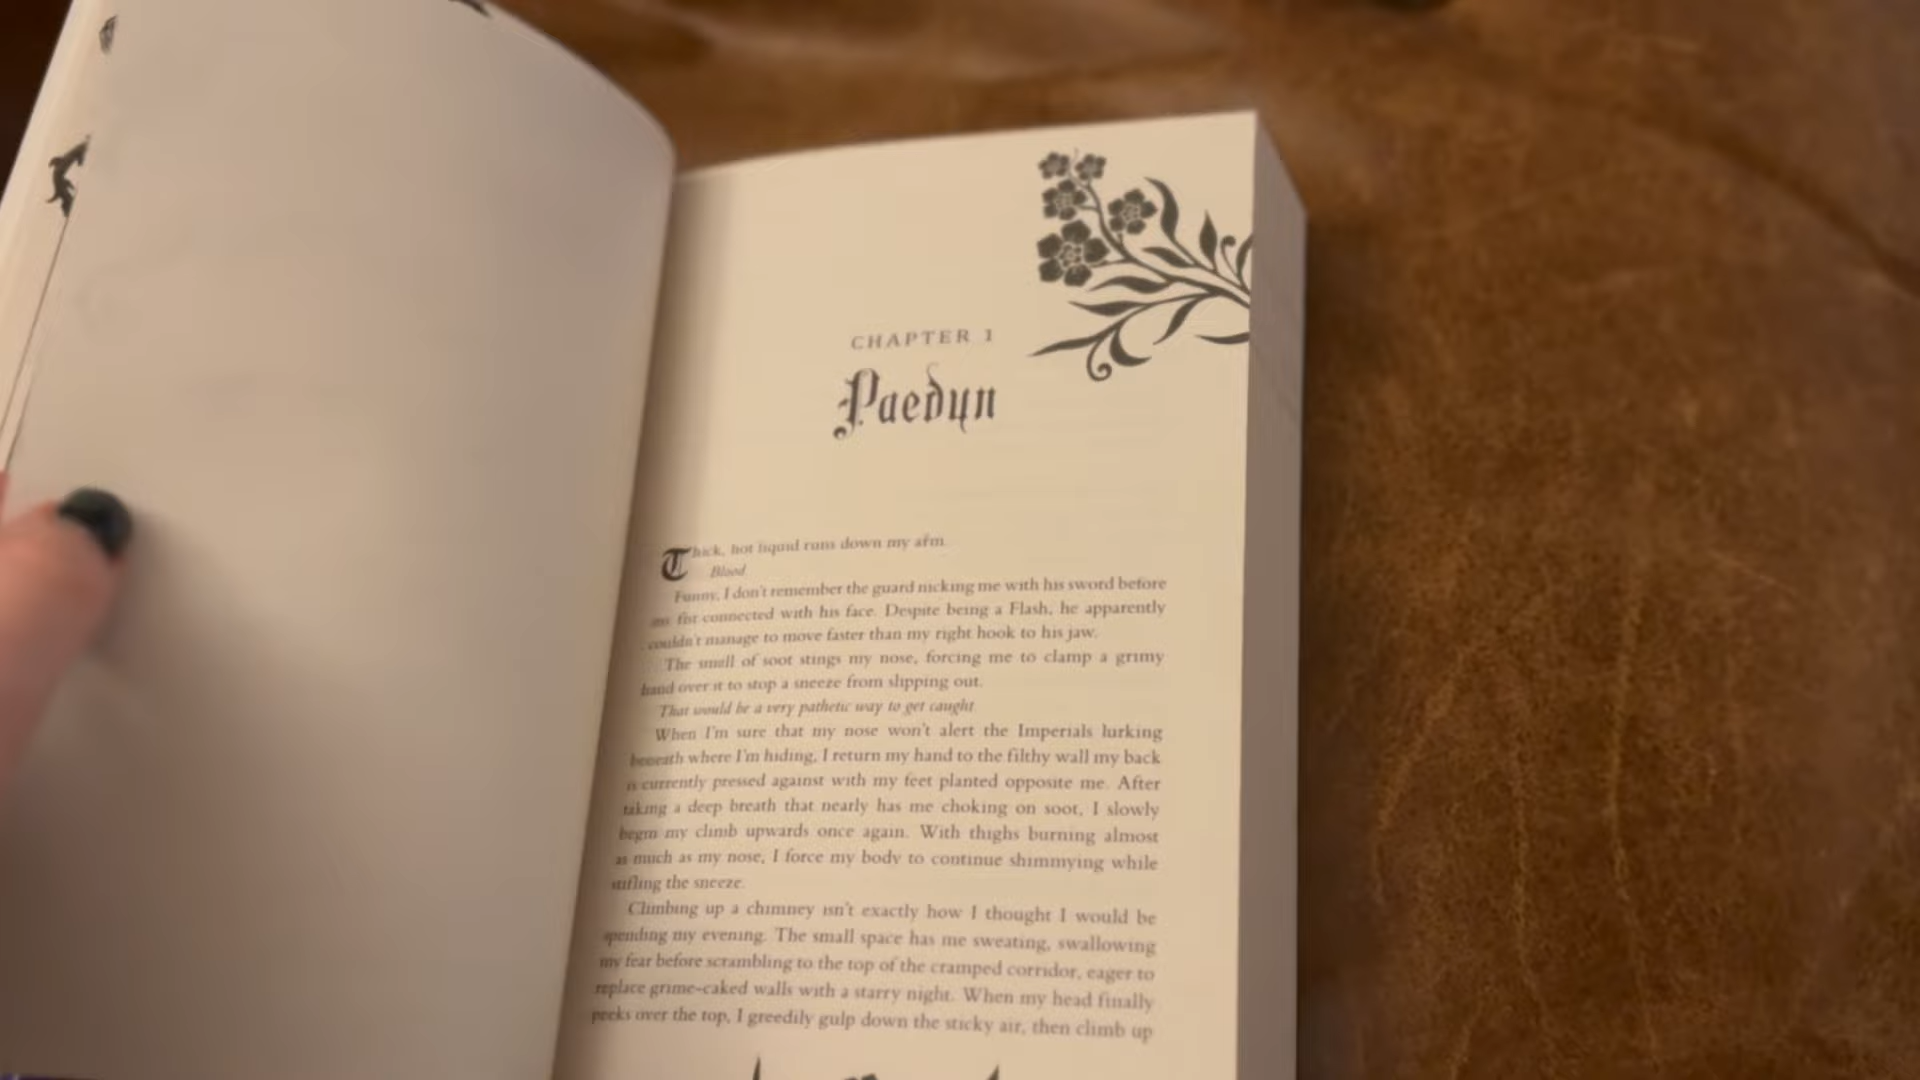 CHAPTER 1
Paedyn
Thick, hot liquid runs down my arm.
Blood.
Funny, I don't remember the guard nicking me with his sword before
my fist connected with his face. Despite being a Flash, he apparently
couldn't manage to move faster than my right hook to his jaw.
The smell of soot stings my nose, forcing me to clamp a grimy
hand over it to stop a sneeze from slipping out.
That would be a very pathetic way to get caught.
When I'm sure that my nose won't alert the Imperials lurking
beneath where I'm hiding, I return my hand to the filthy wall my back
is currently pressed against with my feet planted opposite me. After
taking a deep breath that nearly has me choking on soot, I slowly
begin my climb upwards once again. With thighs burning almost
as much as my nose, I force my body to continue shimmying while
stifling the sneeze.
Climbing up a chimney isn't exactly how I thought I would be
spending my evening. The small space has me sweating, swallowing
my fear before scrambling to the top of the cramped corridor, eager to
replace grime-caked walls with a starry night. When my head finally
peeks over the top, I greedily gulp down the sticky air, then climb up